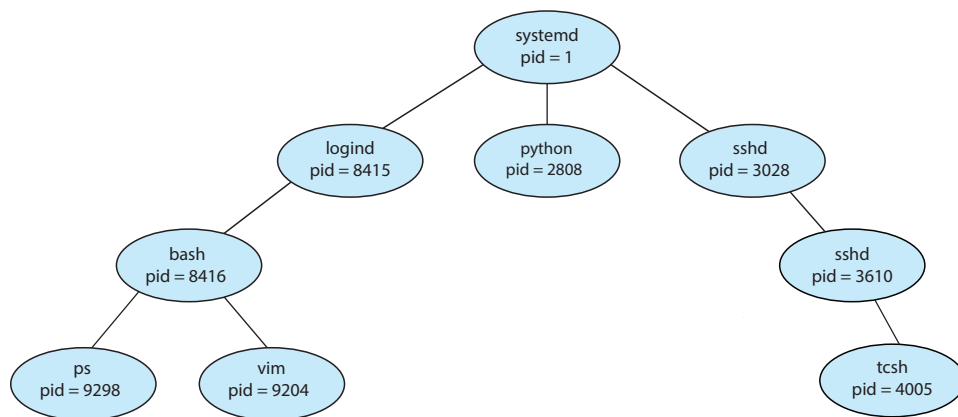 systemd
pid = 1
logind
pid = 8415
python
pid = 2808
sshd
pid = 3028
bash
pid = 8416
sshd
pid = 3610
ps
pid = 9298
vim
pid = 9204
tcsh
pid = 4005